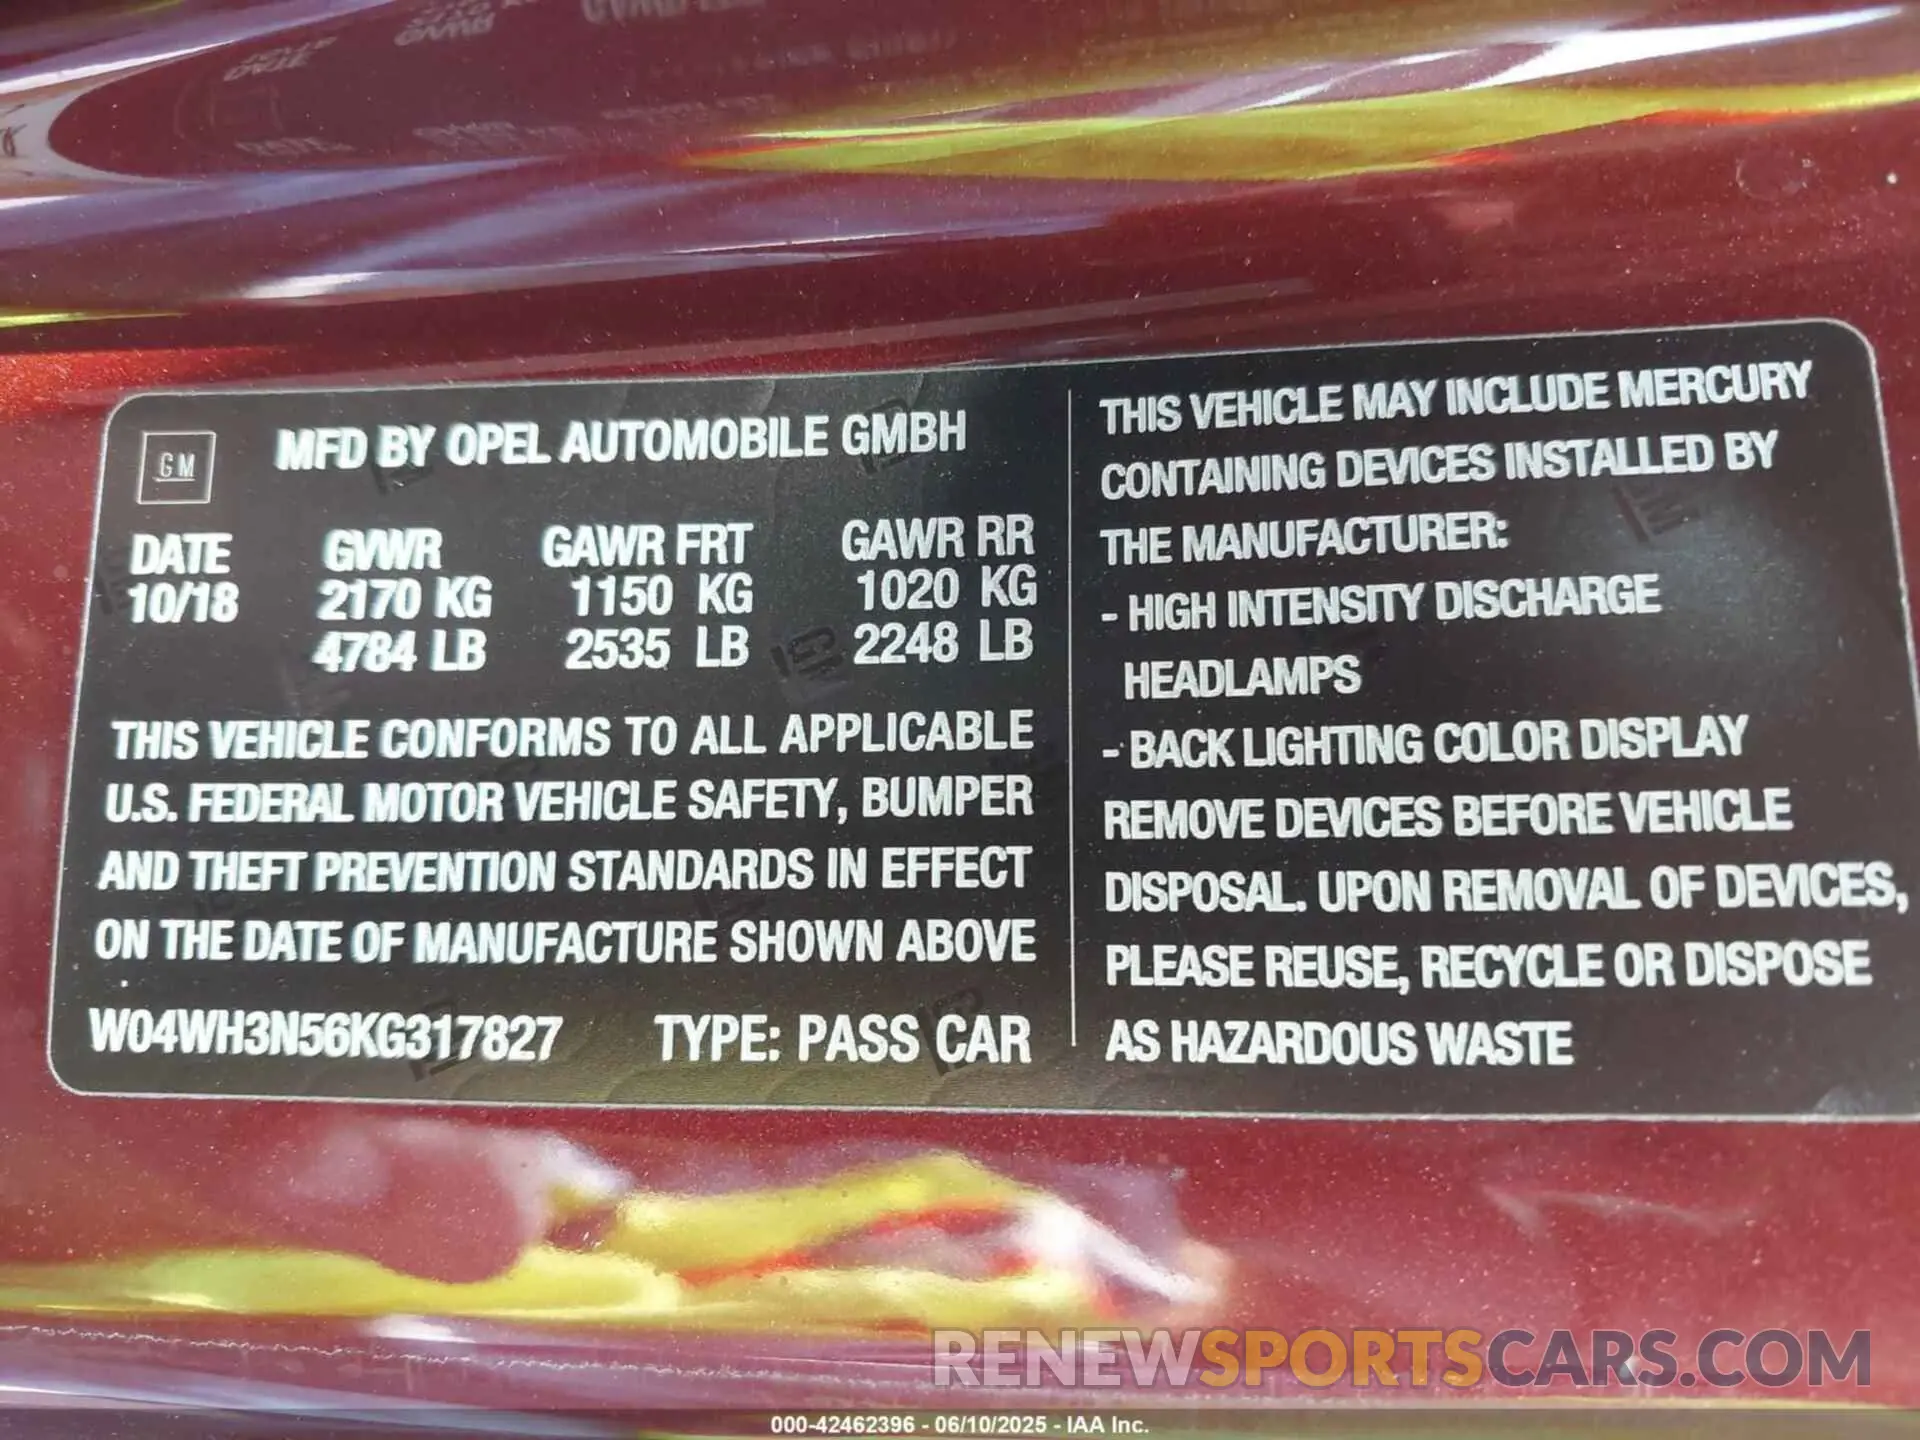 GM
MFD BY OPEL AUTOMOBILE GMBH
DATE GVWR GAWR FRT GAWR RR
10/18 2170 KG 1150 KG 1020 KG
4784 LB 2535 LB 2248 LB
THIS VEHICLE CONFORMS TO ALL APPLICABLE
U.S. FEDERAL MOTOR VEHICLE SAFETY, BUMPER
AND THEFT PREVENTION STANDARDS IN EFFECT
ON THE DATE OF MANUFACTURE SHOWN ABOVE
W04WH3N56KG317827 TYPE: PASS CAR
THIS VEHICLE MAY INCLUDE MERCURY
CONTAINING DEVICES INSTALLED BY
THE MANUFACTURER:
- HIGH INTENSITY DISCHARGE
HEADLAMPS
- BACK LIGHTING COLOR DISPLAY
REMOVE DEVICES BEFORE VEHICLE
DISPOSAL. UPON REMOVAL OF DEVICES,
PLEASE REUSE, RECYCLE OR DISPOSE
AS HAZARDOUS WASTE
RENEWSPORTSCARS.COM
000-42462396 - 06/10/2025 - IAA Inc.